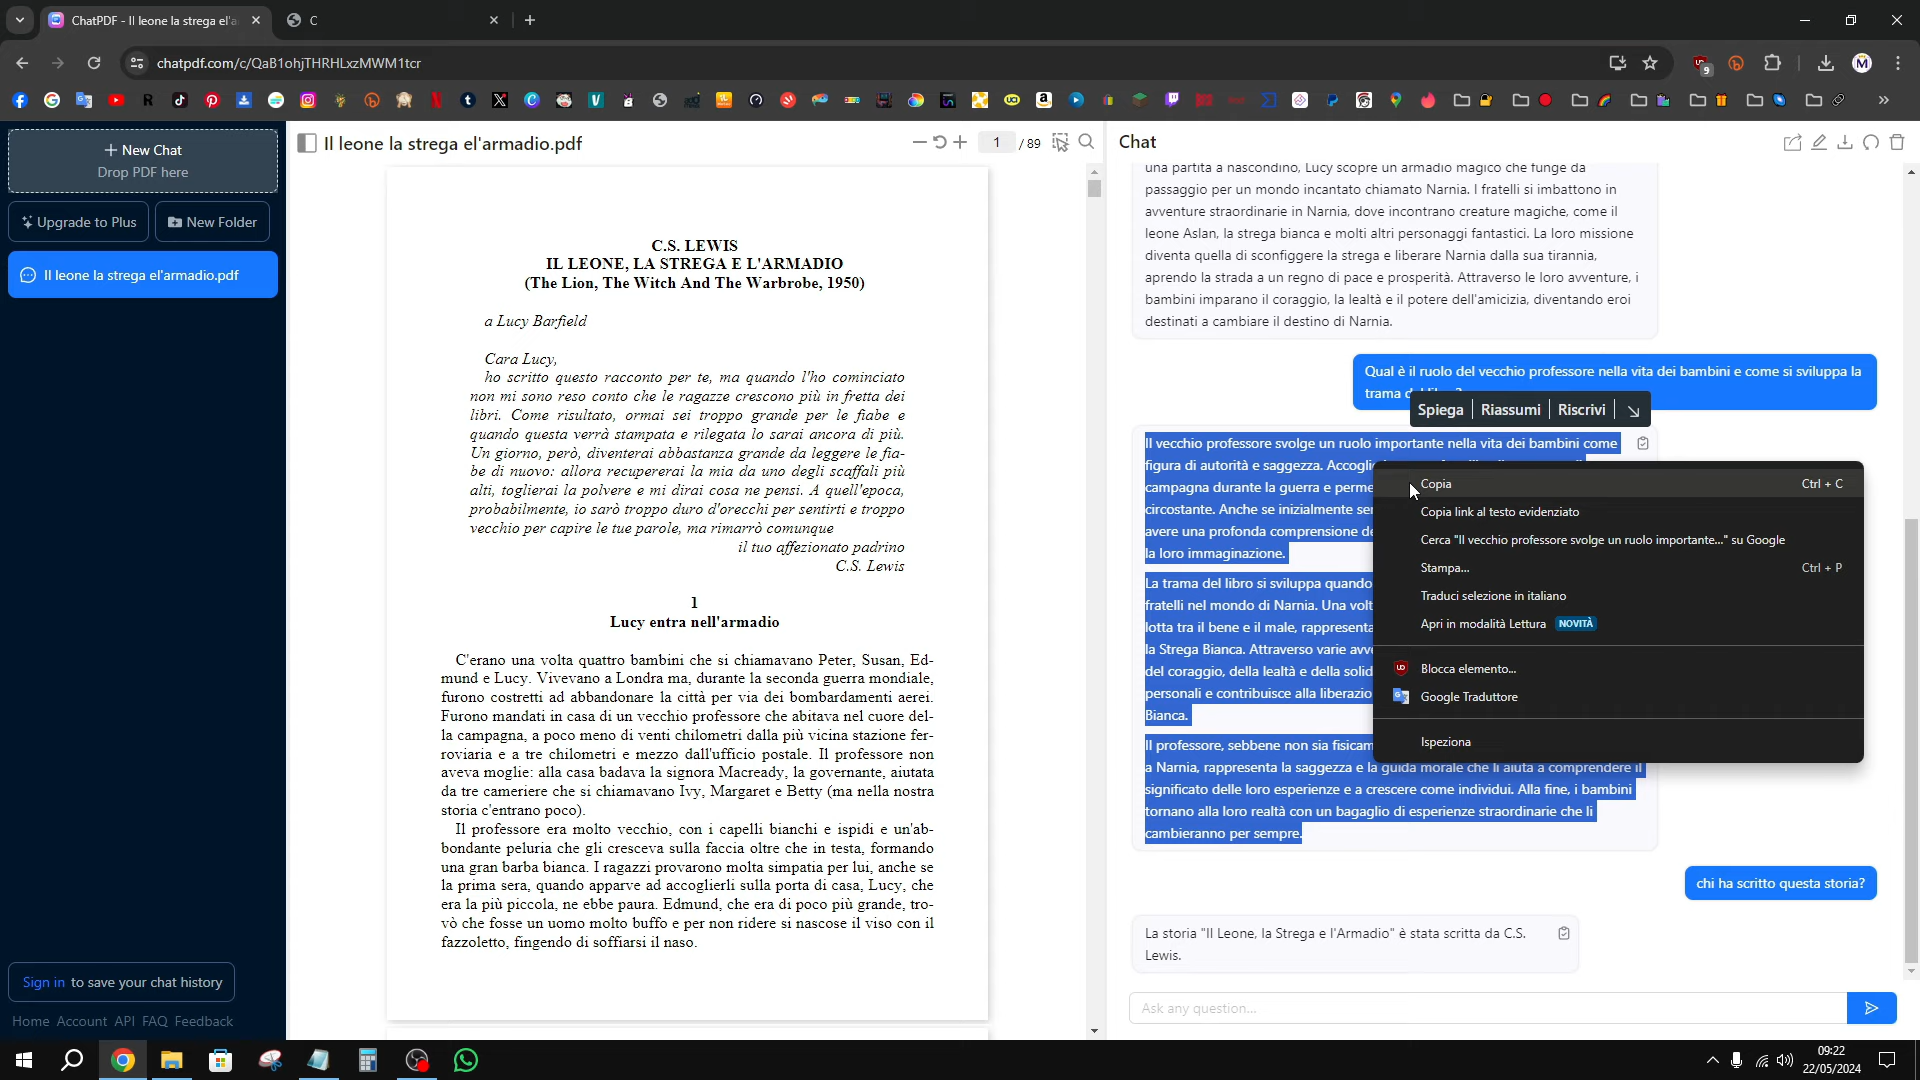 ChatPDF - Il leone la strega el'a
C
chatpdf.com/c/QaB1ohjTHRHLxzMWM1tcr
9
M
New Chat
Drop PDF here
Upgrade to Plus
New Folder
Il leone la strega el'armadio.pdf
Sign in to save your chat history
Home Account API FAQ Feedback
Il leone la strega el'armadio.pdf
1 /89
C.S. LEWIS
IL LEONE, LA STREGA E L'ARMADIO
(The Lion, The Witch And The Warbrobe, 1950)
a Lucy Barfield
Cara Lucy,
ho scritto questo racconto per te, ma quando l'ho cominciato
non mi sono reso conto che le ragazze crescono più in fretta dei
libri. Come risultato, ormai sei troppo grande per le fiabe e
quando questa verrà stampata e rilegata lo sarai ancora di più.
Un giorno, però, diventerai abbastanza grande da leggere le fia-
be di nuovo: allora recupererai la mia da uno degli scaffali più
alti, toglierai la polvere e mi dirai cosa ne pensi. A quell'epoca,
probabilmente, io sarò troppo duro d'orecchi per sentirti e troppo
vecchio per capire le tue parole, ma rimarrò comunque
il tuo affezionato padrino
C.S. Lewis
1
Lucy entra nell'armadio
C'erano una volta quattro bambini che si chiamavano Peter, Susan, Ed-
mund e Lucy. Vivevano a Londra ma, durante la seconda guerra mondiale,
furono costretti ad abbandonare la città per via dei bombardamenti aerei.
Furono mandati in casa di un vecchio professore che abitava nel cuore del-
la campagna, a poco meno di venti chilometri dalla più vicina stazione fer-
roviaria e a tre chilometri e mezzo dall'ufficio postale. Il professore non
aveva moglie: alla casa badava la signora Macready, la governante, aiutata
da tre cameriere che si chiamavano Ivy, Margaret e Betty (ma nella nostra
storia c'entrano poco).
Il professore era molto vecchio, con i capelli bianchi e ispidi e un'ab-
bondante peluria che gli cresceva sulla faccia oltre che in testa, formando
una gran barba bianca. I ragazzi provarono molta simpatia per lui, anche se
la prima sera, quando apparve ad accoglierli sulla porta di casa, Lucy, che
era la più piccola, ne ebbe paura. Edmund, che era di poco più grande, tro-
vò che fosse un uomo molto buffo e per non ridere si nascose il viso con il
fazzoletto, fingendo di soffiarsi il naso.
Chat
una partita a nascondino, Lucy scopre un armadio magico che funge da
passaggio per un mondo incantato chiamato Narnia. I fratelli si imbattono in
avventure straordinarie in Narnia, dove incontrano creature magiche, come il
leone Aslan, la strega bianca e molti altri personaggi fantastici. La loro missione
diventa quella di sconfiggere la strega e liberare Narnia dalla sua tirannia,
aprendo la strada a un regno di pace e prosperità. Attraverso le loro avventure, i
bambini imparano il coraggio, la lealtà e il potere dell'amicizia, diventando eroi
destinati a cambiare il destino di Narnia.
Qual è il ruolo del vecchio professore nella vita dei bambini e come si sviluppa la
trama
Spiega Riassumi Riscrivi
Il vecchio professore svolge un ruolo importante nella vita dei bambini come
figura di autorità e saggezza. Accogli
campagna durante la guerra e perme
circostante. Anche se inizialmente se
avere una profonda comprensione de
la loro immaginazione.
La trama del libro si sviluppa quando
fratelli nel mondo di Narnia. Una volt
lotta tra il bene e il male, rappresenta
la Strega Bianca. Attraverso varie avv
del coraggio, della lealtà e della solid
personali e contribuisce alla liberazio
Bianca.
Il professore, sebbene non sia fisicam
a Narnia, rappresenta la saggezza e la guida morale che li aiuta a comprendere il
significato delle loro esperienze e a crescere come individui. Alla fine, i bambini
tornano alla loro realtà con un bagaglio di esperienze straordinarie che li
cambieranno per sempre.
Copia Ctrl + C
Copia link al testo evidenziato
Cerca "Il vecchio professore svolge un ruolo importante..." su Google
Stampa... Ctrl + P
Traduci selezione in italiano
Apri in modalità Lettura NOVITÀ
Blocca elemento...
Google Traduttore
Ispeziona
chi ha scritto questa storia?
La storia "Il Leone, la Strega e l'Armadio" è stata scritta da C.S.
Lewis.
Ask any question...
09:22
22/05/2024